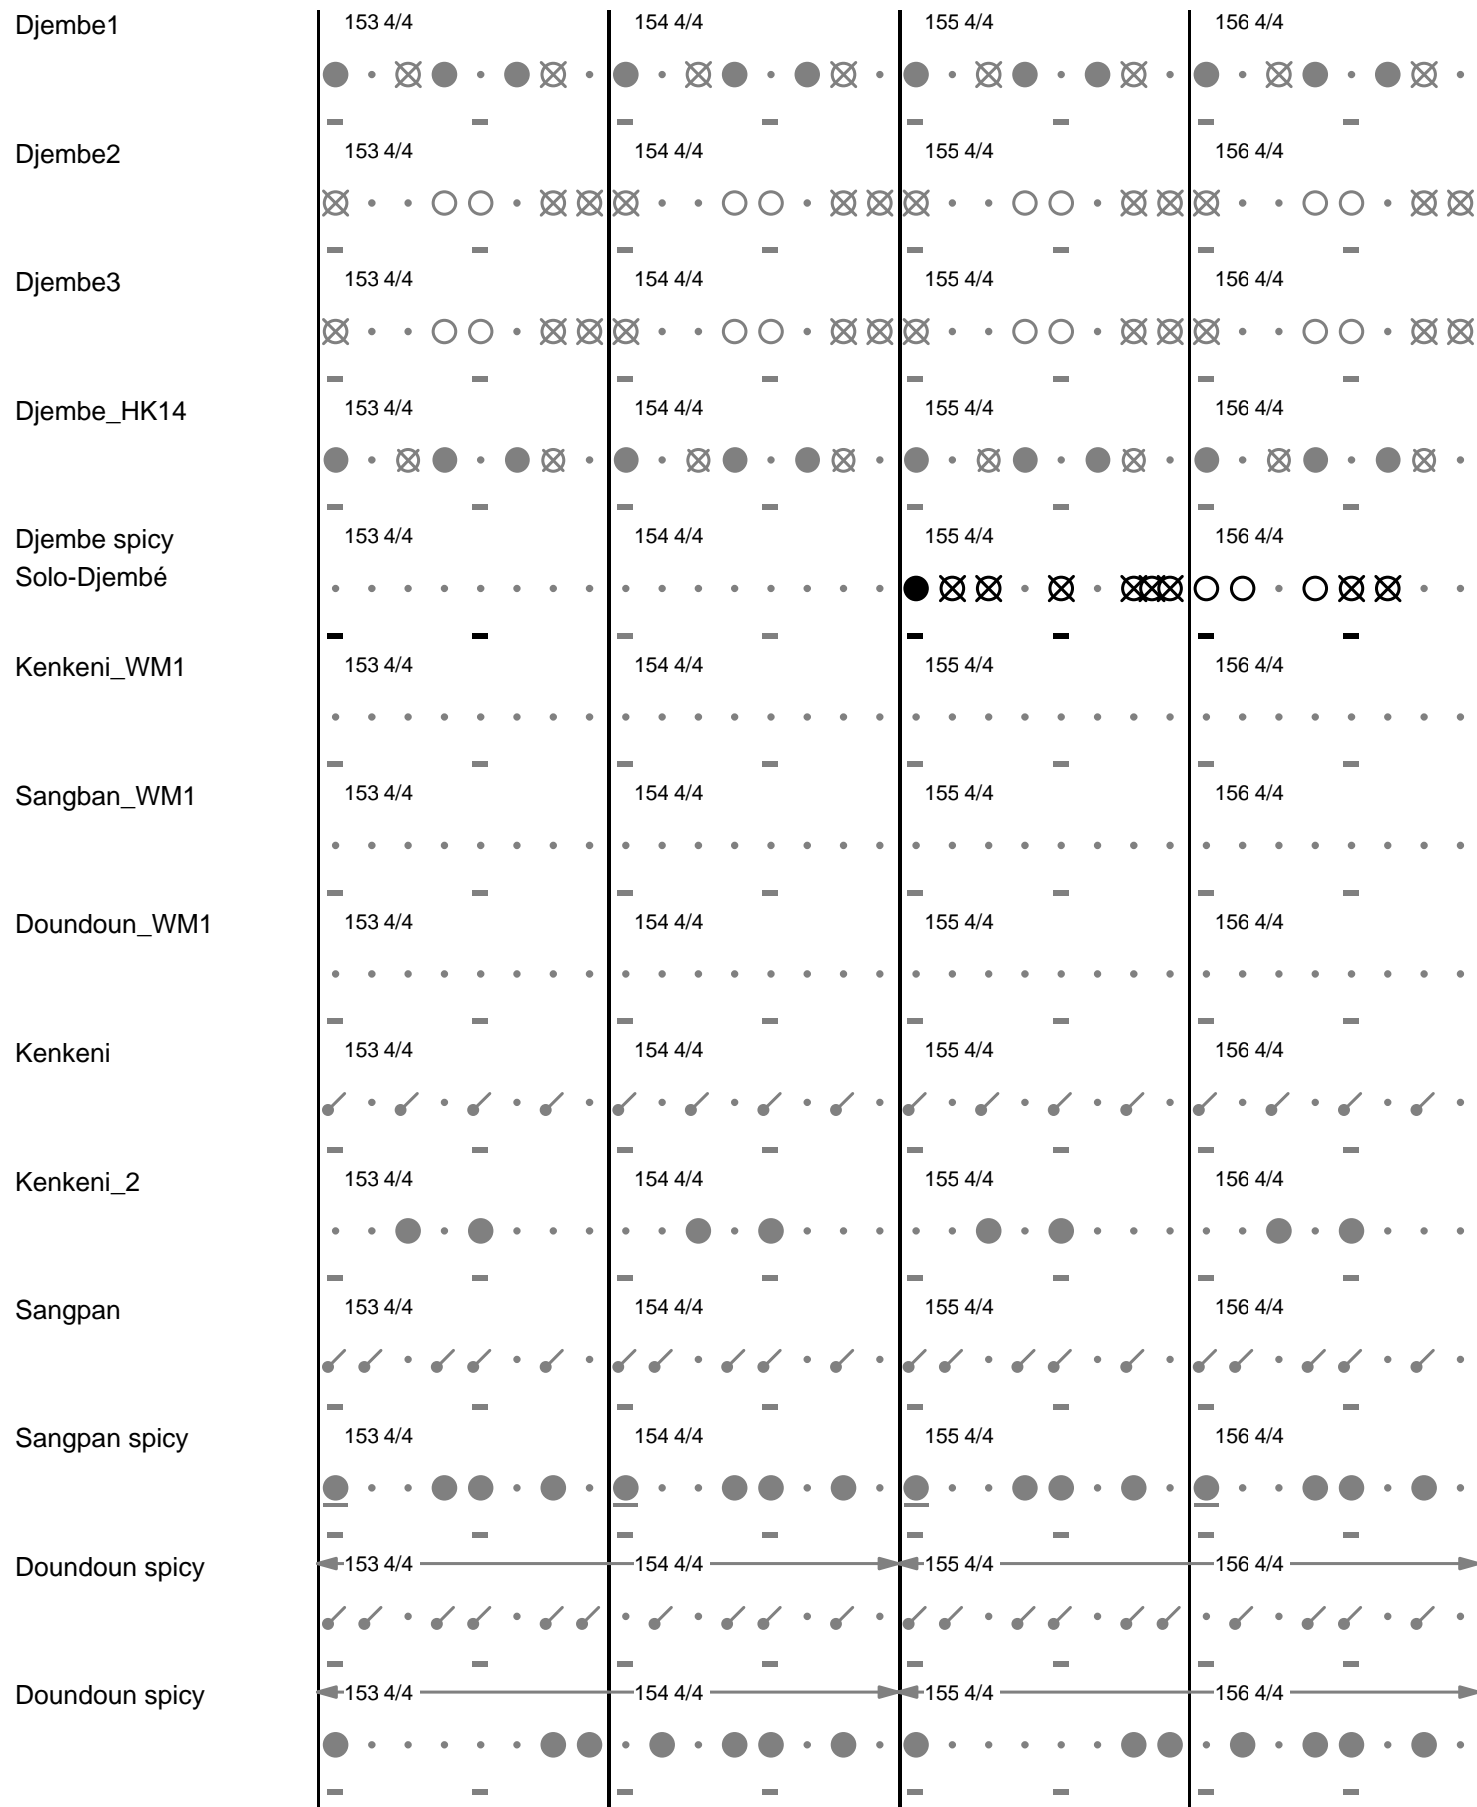 Djembe1 153 4/4 154 4/4 155 4/4 156 4/4
Djembe2 153 4/4 154 4/4 155 4/4 156 4/4
Djembe3 153 4/4 154 4/4 155 4/4 156 4/4
Djembe_HK14 153 4/4 154 4/4 155 4/4 156 4/4
Djembe spicy 153 4/4 154 4/4 155 4/4 156 4/4
Solo-Djembé
Kenkeni_WM1 153 4/4 154 4/4 155 4/4 156 4/4
Sangban_WM1 153 4/4 154 4/4 155 4/4 156 4/4
Doundoun_WM1 153 4/4 154 4/4 155 4/4 156 4/4
Kenkeni 153 4/4 154 4/4 155 4/4 156 4/4
Kenkeni_2 153 4/4 154 4/4 155 4/4 156 4/4
Sangpan 153 4/4 154 4/4 155 4/4 156 4/4
Sangpan spicy 153 4/4 154 4/4 155 4/4 156 4/4
Doundoun spicy 153 4/4 154 4/4 155 4/4 156 4/4
Doundoun spicy 153 4/4 154 4/4 155 4/4 156 4/4